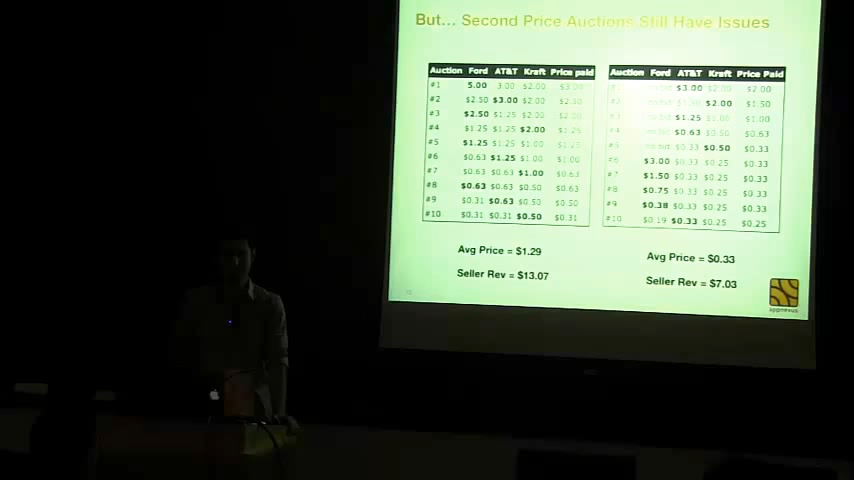 But... Second Price Auctions Still Have Issues
Auction Ford AT&T Kraft Price paid
#1 5.00 3.00 $2.00 $3.00
#2 $2.50 $3.00 $2.00 $2.50
#3 $2.50 $1.25 $2.00 $2.00
#4 $1.25 $1.25 $2.00 $1.25
#5 $1.25 $1.25 $1.00 $1.25
#6 $0.63 $1.25 $1.00 $1.00
#7 $0.63 $0.63 $1.00 $0.63
#8 $0.63 $0.63 $0.50 $0.63
#9 $0.31 $0.63 $0.50 $0.50
#10 $0.31 $0.31 $0.50 $0.31
Avg Price = $1.29
Seller Rev = $13.07
Auction Ford AT&T Kraft Price Paid
$3.00 $2.00 $2.00
$2.00 $1.50
$1.25 $1.00
$0.63 $0.50 $0.63
$0.33 $0.50 $0.33
#6 $3.00 $0.33 $0.25 $0.33
#7 $1.50 $0.33 $0.25 $0.33
#8 $0.75 $0.33 $0.25 $0.33
#9 $0.38 $0.33 $0.25 $0.33
#10 $0.19 $0.33 $0.25 $0.25
Avg Price = $0.33
Seller Rev = $7.03
appnexus